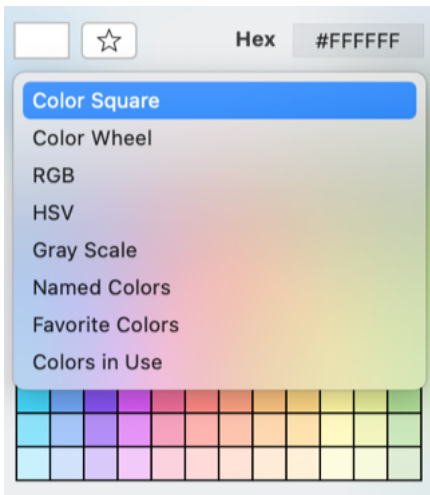 Hex #FFFFFF
Color Square
Color Wheel
RGB
HSV
Gray Scale
Named Colors
Favorite Colors
Colors in Use